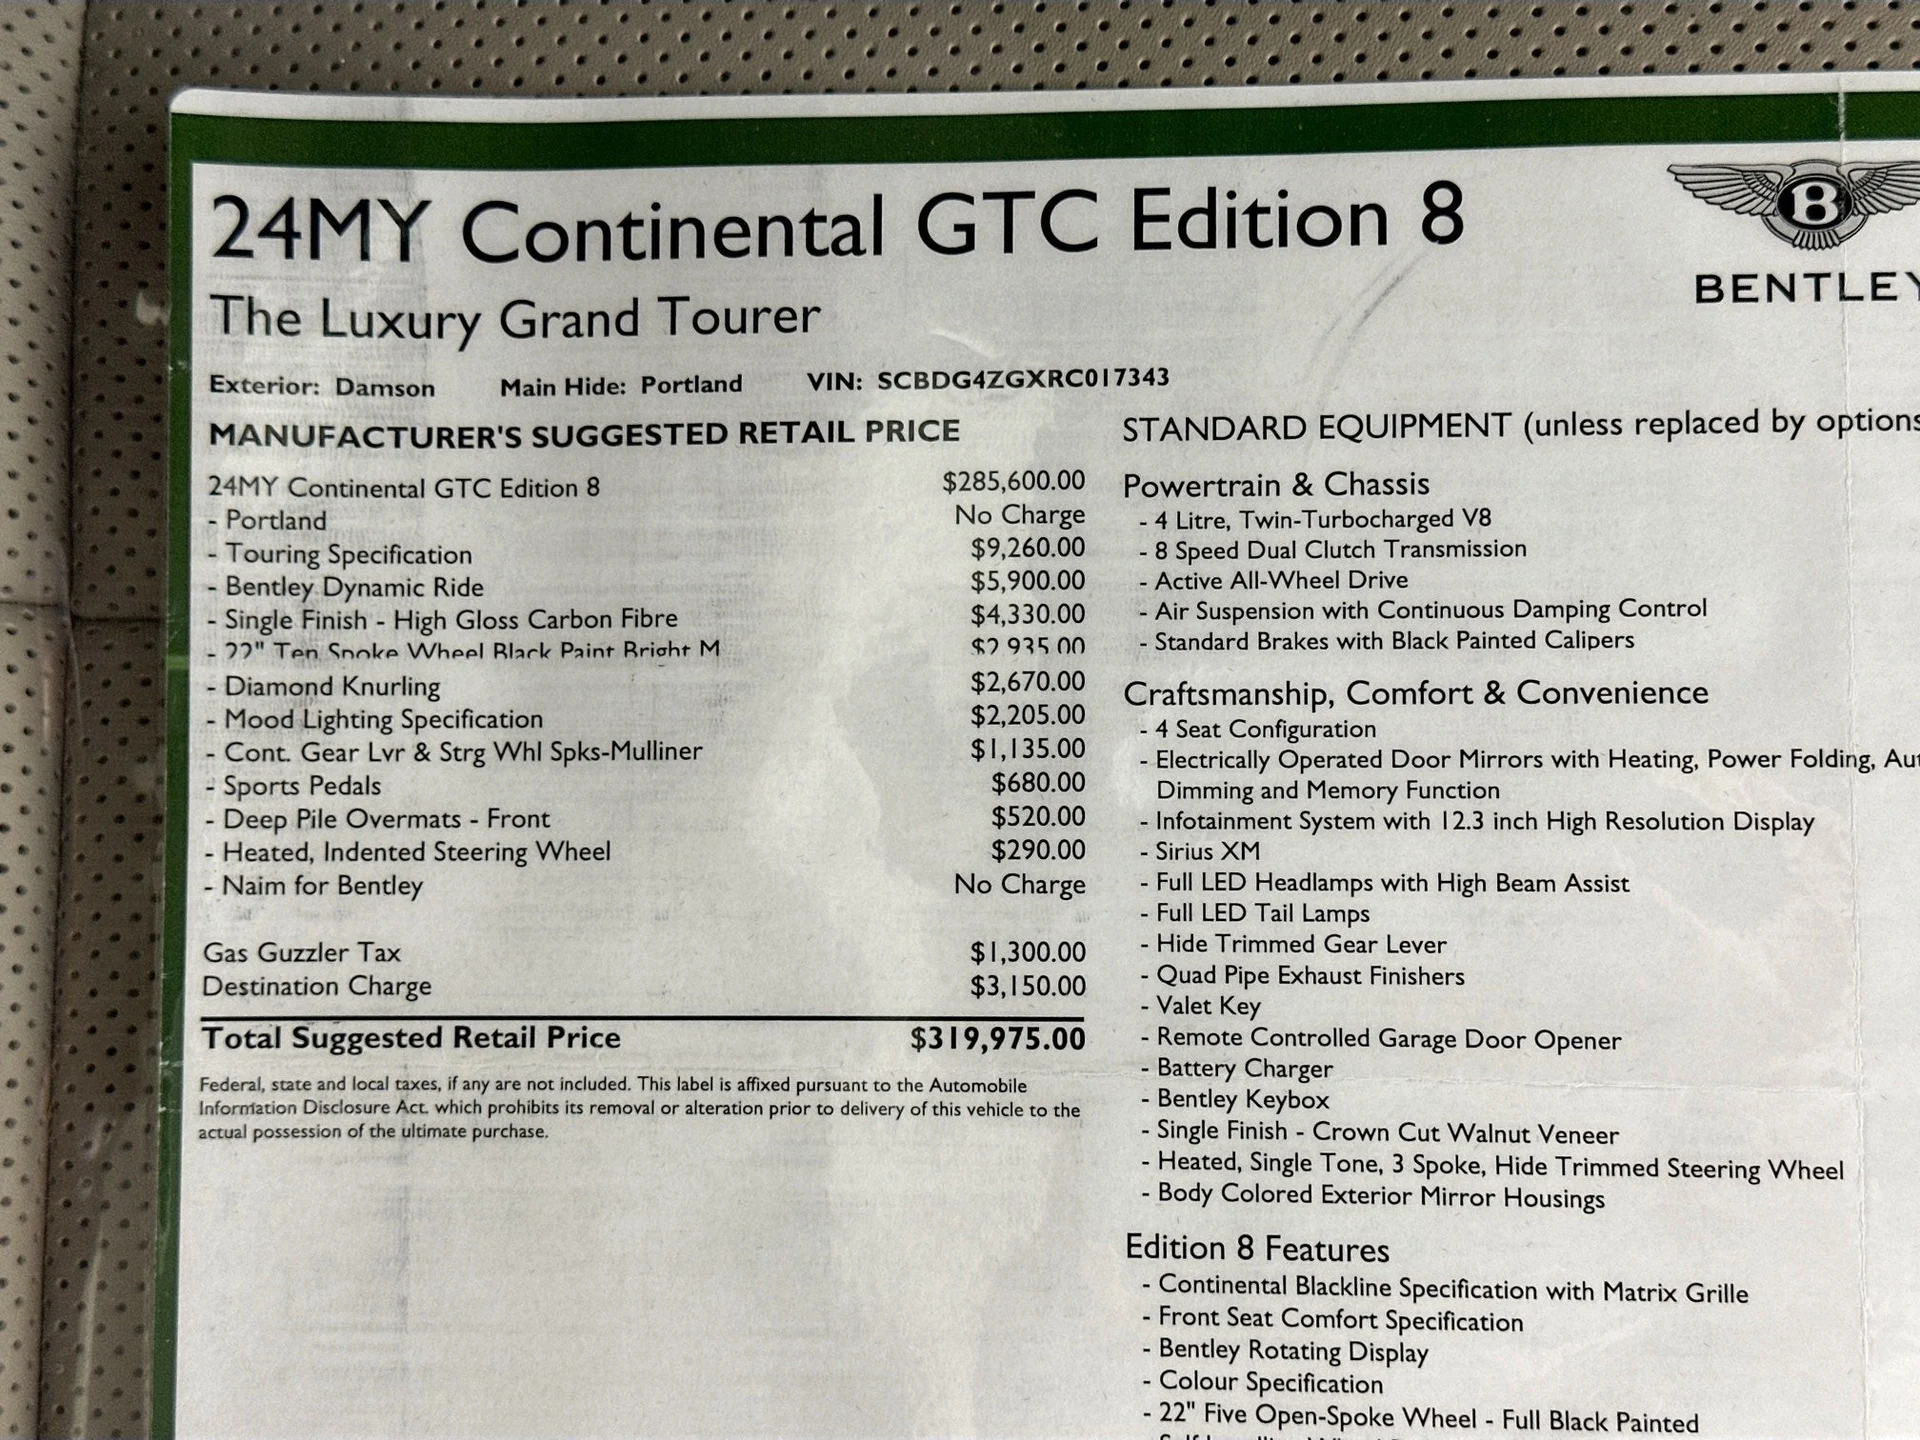 24MY Continental GTC Edition 8
The Luxury Grand Tourer
8
BENTLEY
Exterior: Damson Main Hide: Portland VIN: SCBDG4ZGXRC017343
MANUFACTURER'S SUGGESTED RETAIL PRICE
24MY Continental GTC Edition 8 $285,600.00
- Portland No Charge
- Touring Specification $9,260.00
- Bentley Dynamic Ride $5,900.00
- Single Finish - High Gloss Carbon Fibre $4,330.00
- 22" Ten Spoke Wheel Black Paint Bright M $2,935.00
- Diamond Knurling $2,670.00
- Mood Lighting Specification $2,205.00
- Cont. Gear Lvr & Strg Whl Spks-Mulliner $1,135.00
- Sports Pedals $680.00
- Deep Pile Overmats - Front $520.00
- Heated, Indented Steering Wheel $290.00
- Naim for Bentley No Charge
Gas Guzzler Tax $1,300.00
Destination Charge $3,150.00
Total Suggested Retail Price $319,975.00
Federal, state and local taxes, if any are not included. This label is affixed pursuant to the Automobile
Information Disclosure Act. which prohibits its removal or alteration prior to delivery of this vehicle to the
actual possession of the ultimate purchase.
STANDARD EQUIPMENT (unless replaced by options
Powertrain & Chassis
- 4 Litre, Twin-Turbocharged V8
- 8 Speed Dual Clutch Transmission
- Active All-Wheel Drive
- Air Suspension with Continuous Damping Control
- Standard Brakes with Black Painted Calipers
Craftsmanship, Comfort & Convenience
- 4 Seat Configuration
- Electrically Operated Door Mirrors with Heating, Power Folding, Aut
Dimming and Memory Function
- Infotainment System with 12.3 inch High Resolution Display
- Sirius XM
- Full LED Headlamps with High Beam Assist
- Full LED Tail Lamps
- Hide Trimmed Gear Lever
- Quad Pipe Exhaust Finishers
- Valet Key
- Remote Controlled Garage Door Opener
- Battery Charger
- Bentley Keybox
- Single Finish - Crown Cut Walnut Veneer
- Heated, Single Tone, 3 Spoke, Hide Trimmed Steering Wheel
- Body Colored Exterior Mirror Housings
Edition 8 Features
- Continental Blackline Specification with Matrix Grille
- Front Seat Comfort Specification
- Bentley Rotating Display
- Colour Specification
- 22" Five Open-Spoke Wheel - Full Black Painted